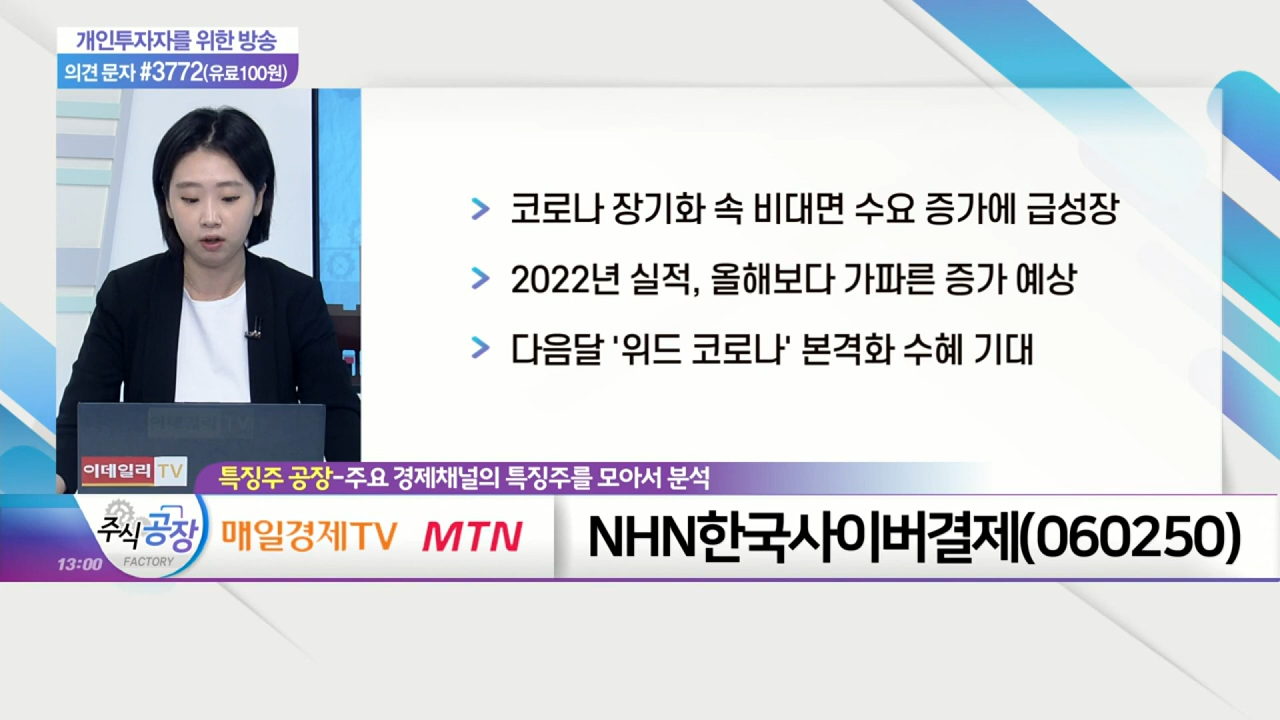 개인투자자를 위한 방송
의견 문자 #3772(유료100원)
> 코로나 장기화 속 비대면 수요 증가에 급성장
> 2022년 실적, 올해보다 가파른 증가 예상
> 다음달 '위드 코로나' 본격화 수혜 기대
이데일리 TV
이데일리 TV
특징주 공장-주요 경제채널의 특징주를 모아서 분석
주식공장
FACTORY
13:00
매일경제TV MTN
NHN한국사이버결제(060250)